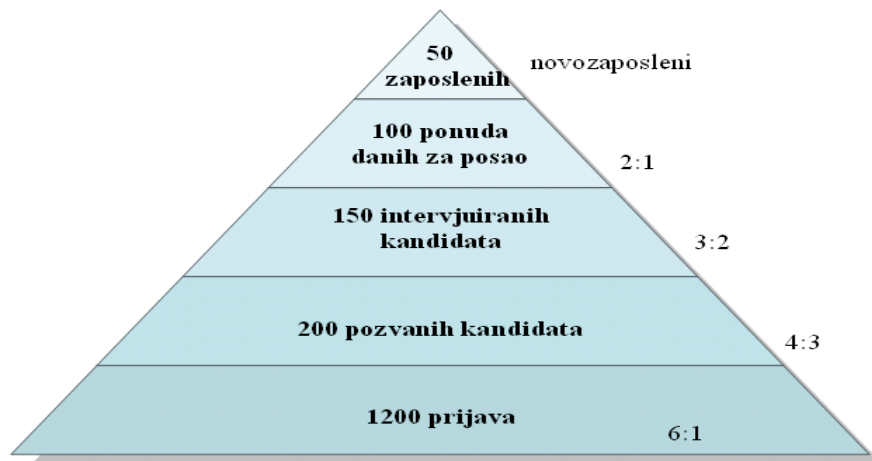 50
zaposlenih
novozaposleni
100 ponuda
danih za posao
2:1
150 intervjuiranih
kandidata
3:2
200 pozvanih kandidata
4:3
1200 prijava
6:1